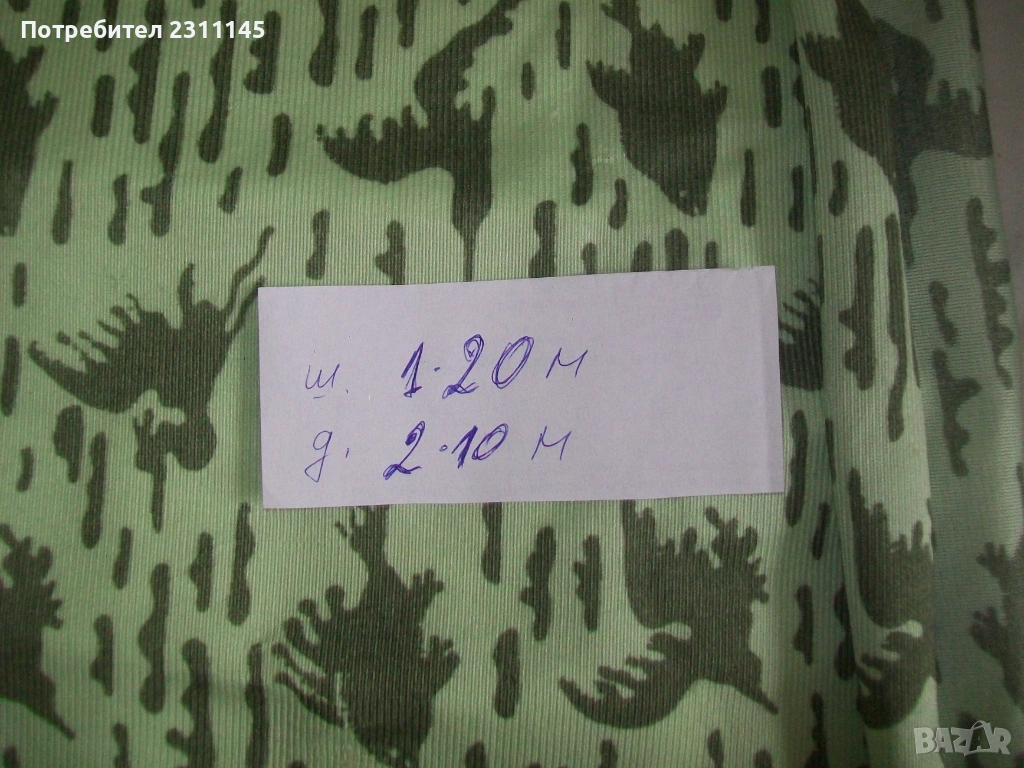 Потребител 2311145
ш. 1.20 м
д. 2.10 м
BAZAR